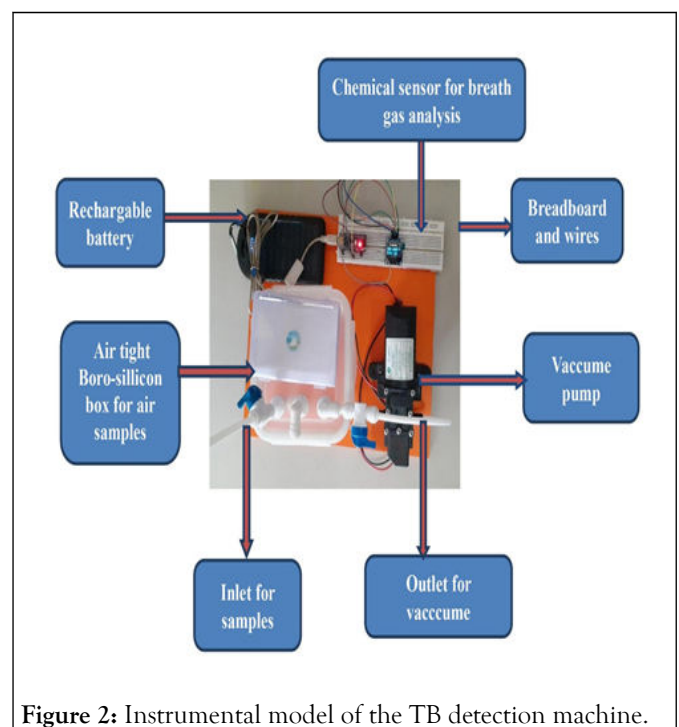 Chemical sensor for breath
gas analysis
Rechargable
battery
Breadboard
and wires
Air tight
Boro-sillicon
box for air
samples
Vaccume
pump
Inlet for
samples
Outlet for
vacccume
Figure 2: Instrumental model of the TB detection machine.